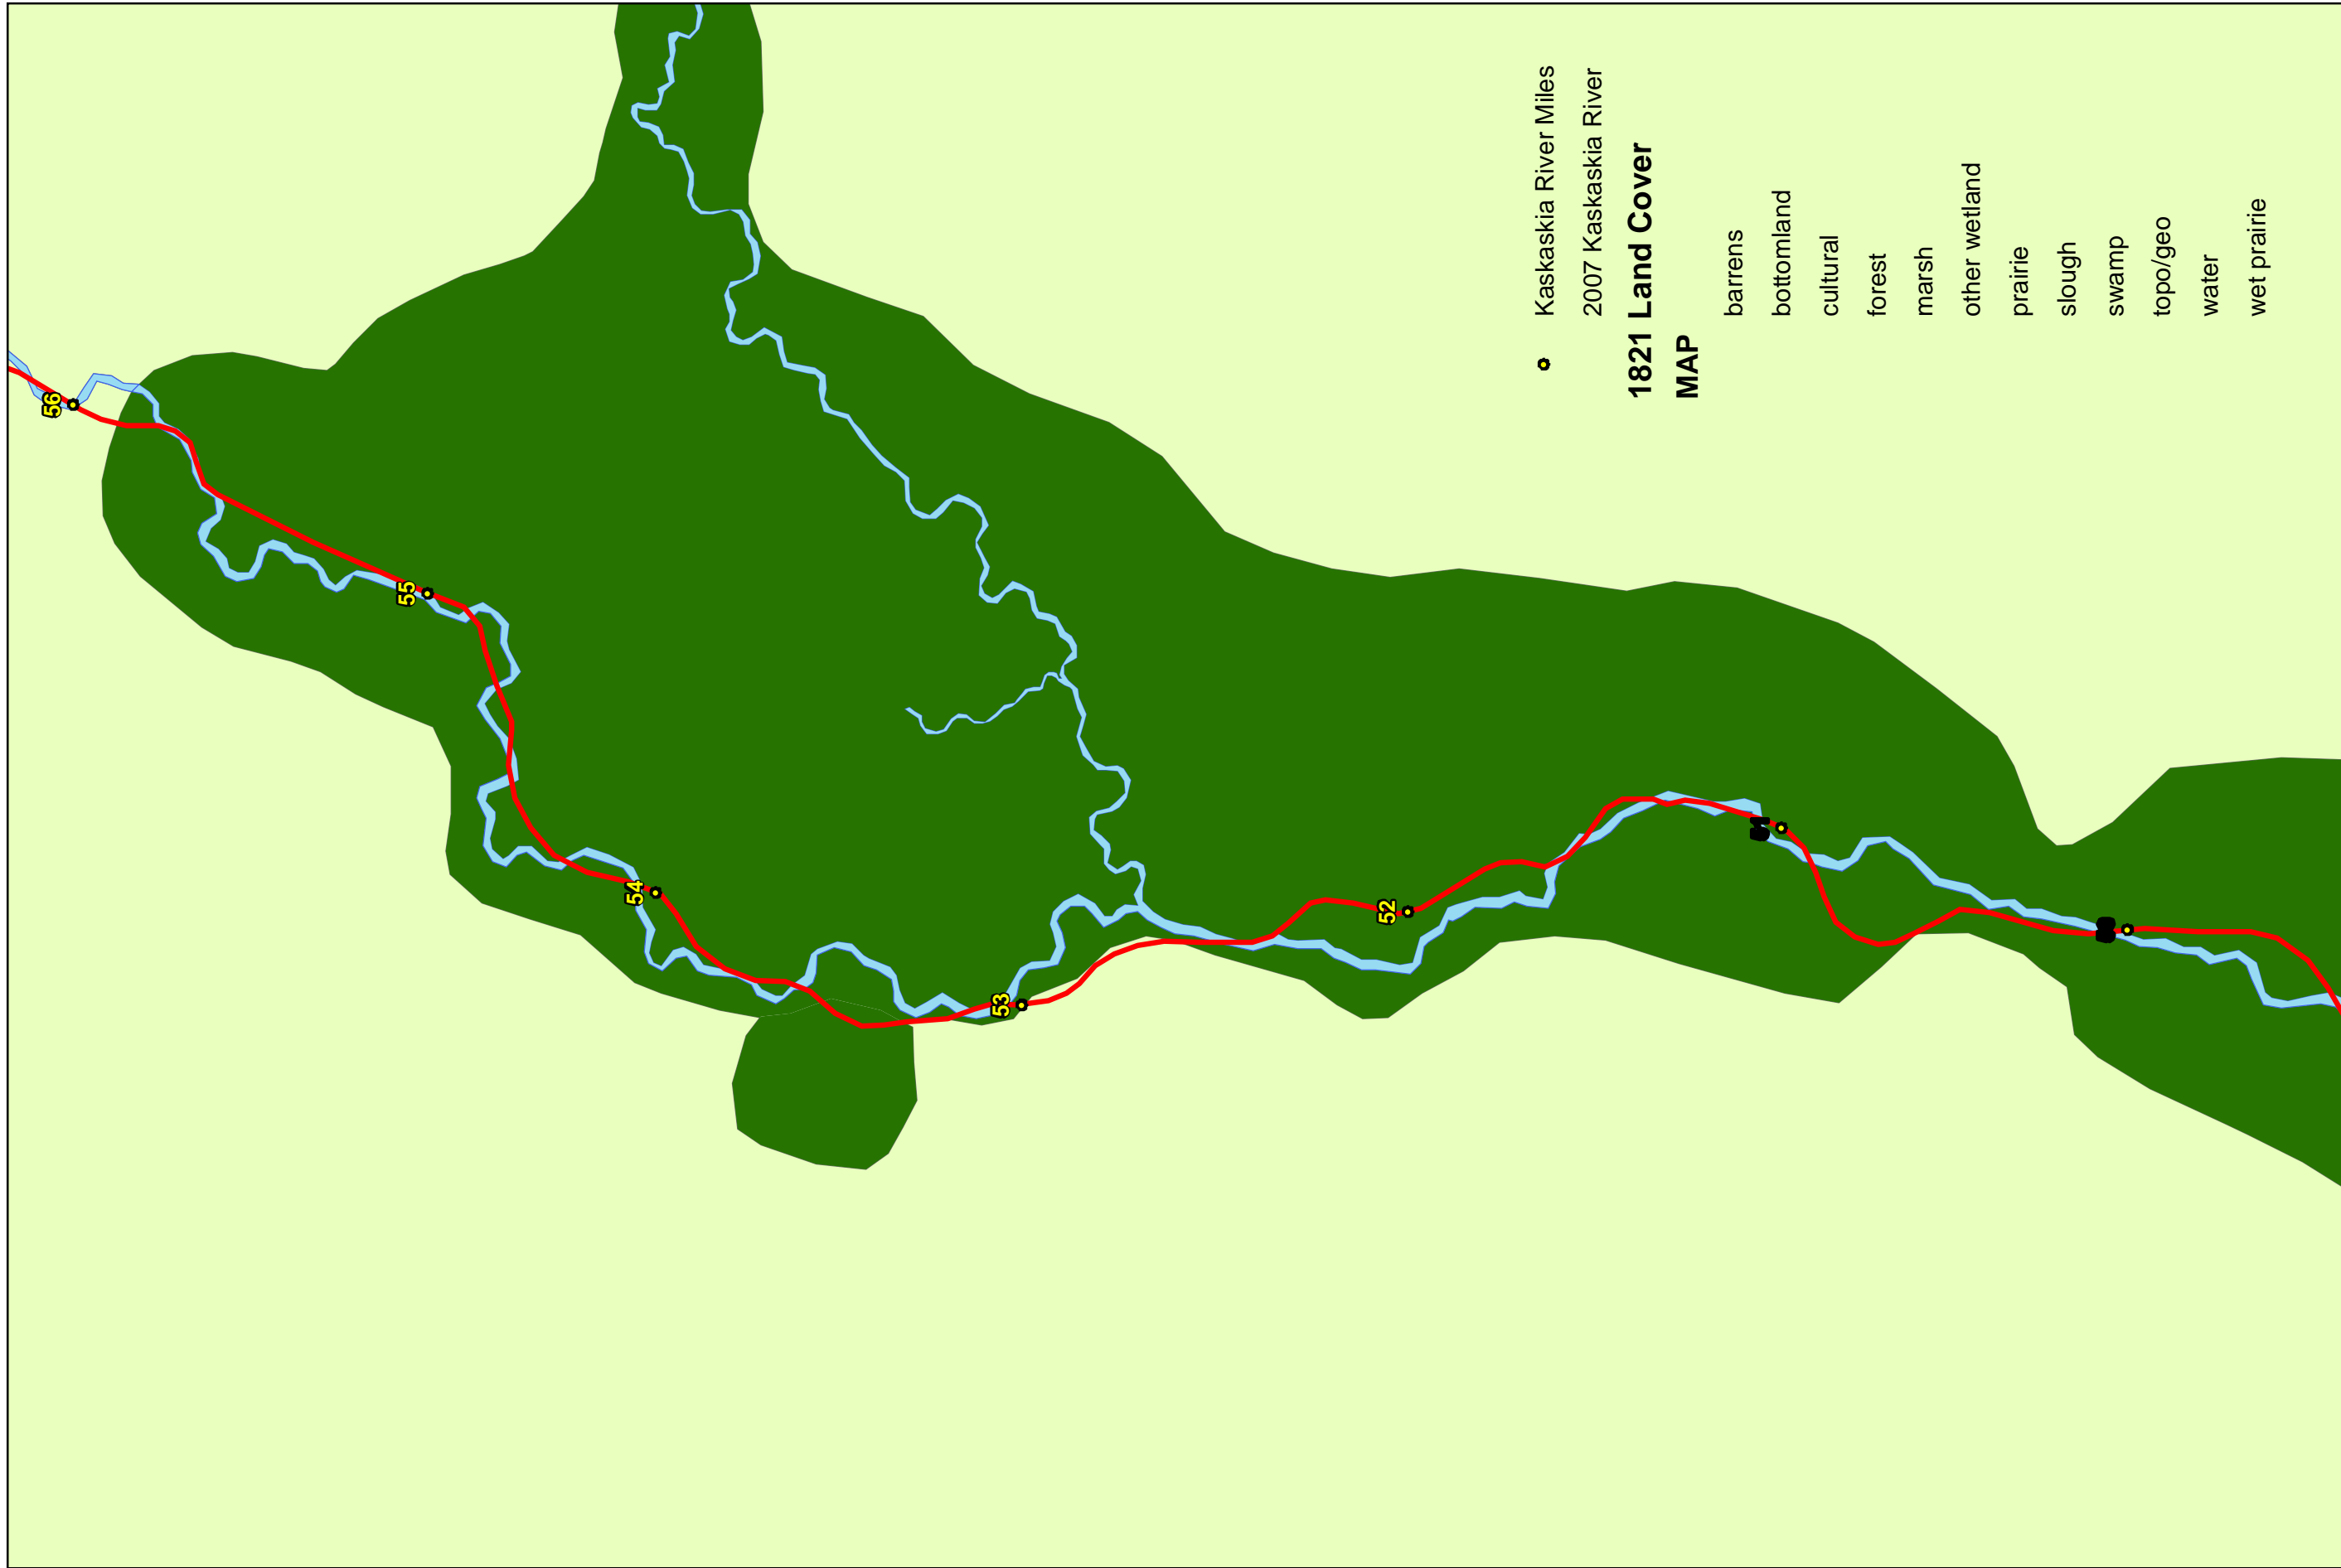 Kaskaskia River Miles
2007 Kaskaskia River
1821 Land Cover
MAP
barrens
bottomland
cultural
forest
marsh
other wetland
prairie
slough
swamp
topo/geo
water
wet prairie
56
55
54
53
52